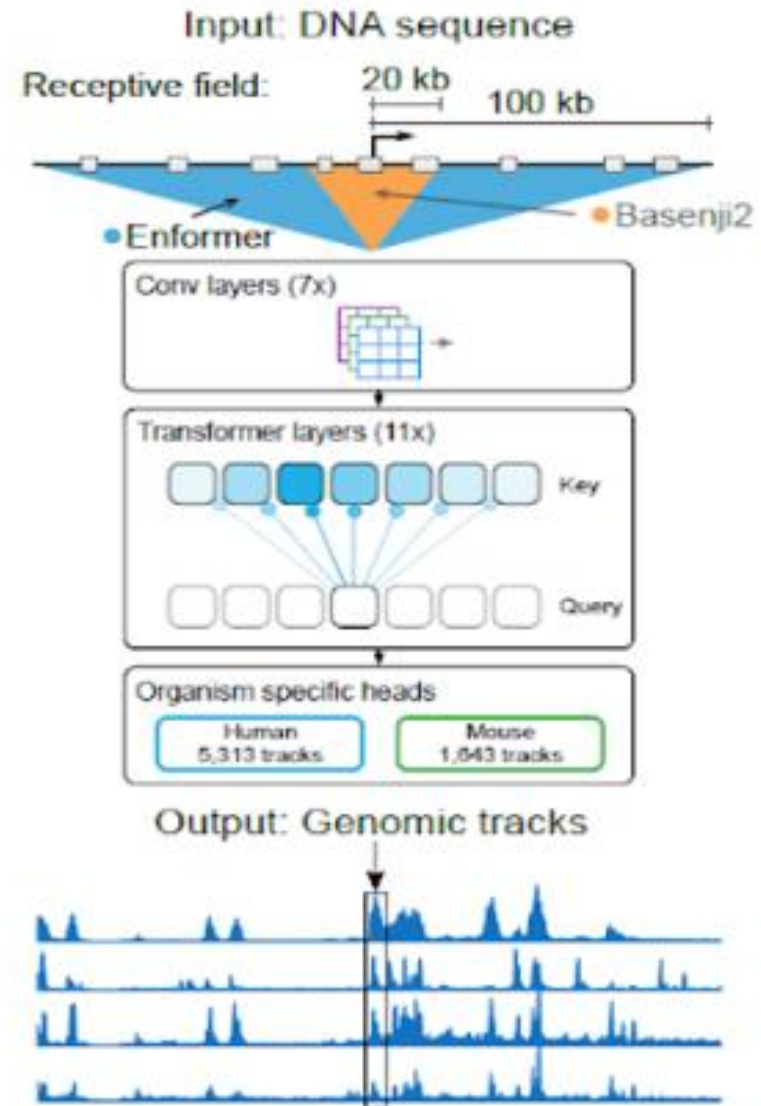 Input: DNA sequence
Receptive field:
20 kb
100 kb
Enformer
Basenji2
Conv layers (7x)
Transformer layers (11x)
Key
Query
Organism specific heads
Human
5,313 tracks
Mouse
1,643 tracks
Output: Genomic tracks